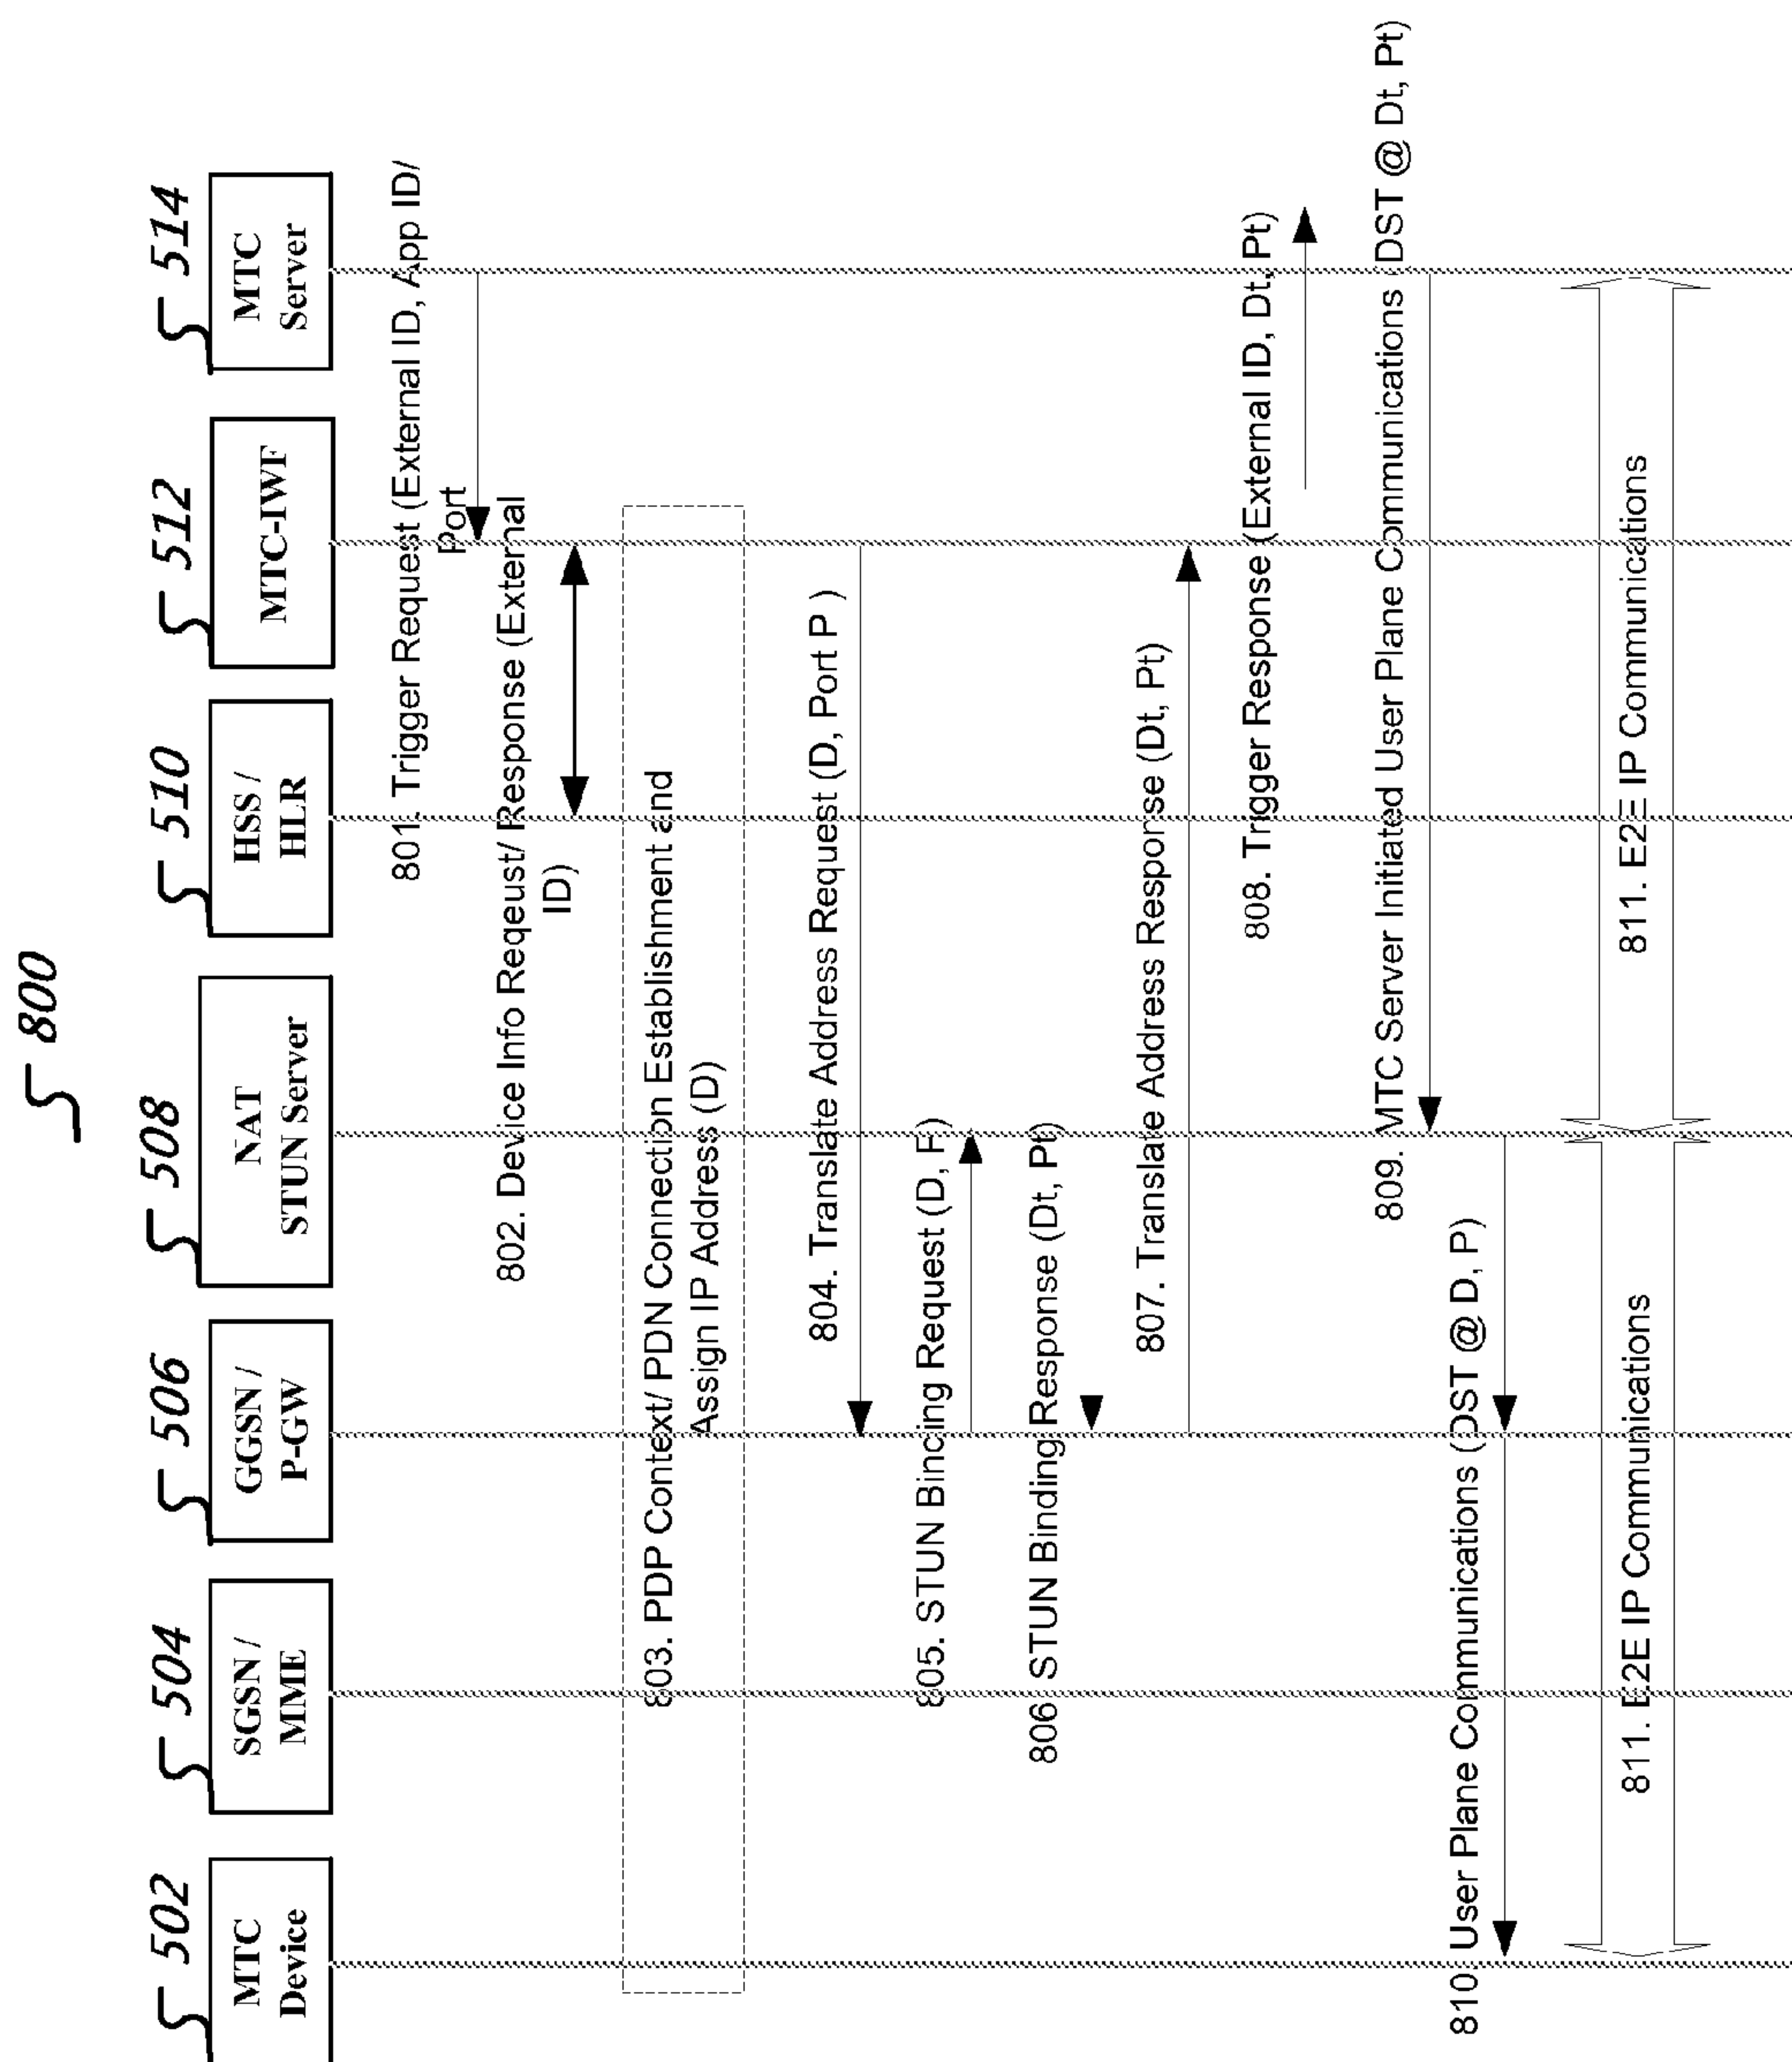 800
502
504
506
508
510
512
514
MTC
Device
SGSN /
MME
GGSN /
P-GW
NAT
STUN Server
HSS /
HLR
MTC-IWF
MTC
Server
801. Trigger Request (External ID, App ID/
Port
802. Device Info Reqeust/ Response (External
ID)
803. PDP Context/ PDN Connection Establishment and
Assign IP Address (D)
804. Translate Address Request (D, Port P )
805. STUN Binding Request (D, P)
806 STUN Binding Response (Dt, Pt)
807. Translate Address Response (Dt, Pt)
808. Trigger Response (External ID, Dt, Pt)
809. MTC Server Initiated User Plane Communications (DST @ Dt, Pt)
810. User Plane Communications (DST @ D, P)
811. E2E IP Communications
811. E2E IP Communications